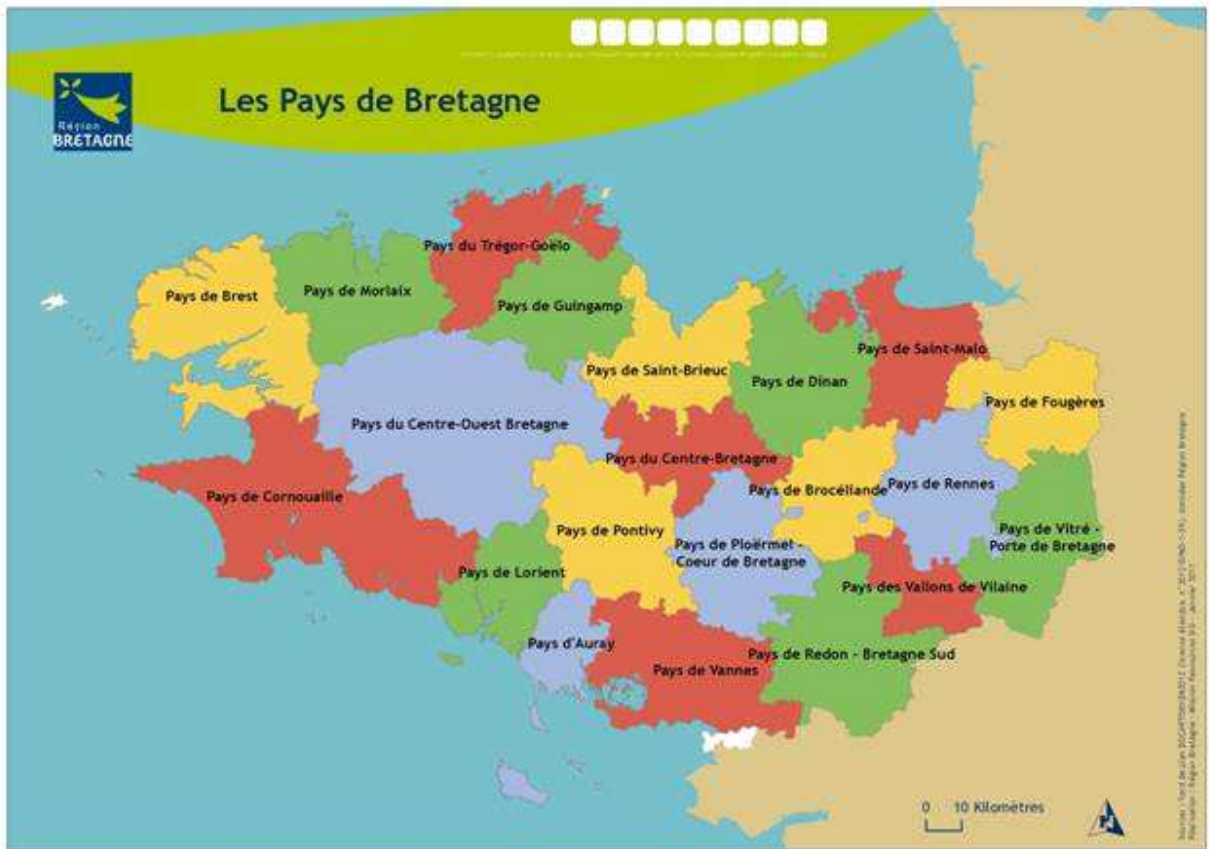 Les Pays de Bretagne
Région
BRETAGNE
Pays du Trégor-Goëlo
Pays de Brest
Pays de Morlaix
Pays de Guingamp
Pays de Saint-Malo
Pays de Saint-Brieuc
Pays de Dinan
Pays de Fougères
Pays du Centre-Ouest Bretagne
Pays du Centre-Bretagne
Pays de Cornouaille
Pays de Brocéliande
Pays de Rennes
Pays de Pontivy
Pays de Ploërmel -
Coeur de Bretagne
Pays de Vitré -
Porte de Bretagne
Pays de Lorient
Pays des Vallons de Vilaine
Pays d'Auray
Pays de Vannes
Pays de Redon - Bretagne Sud
0 10 Kilomètres
N